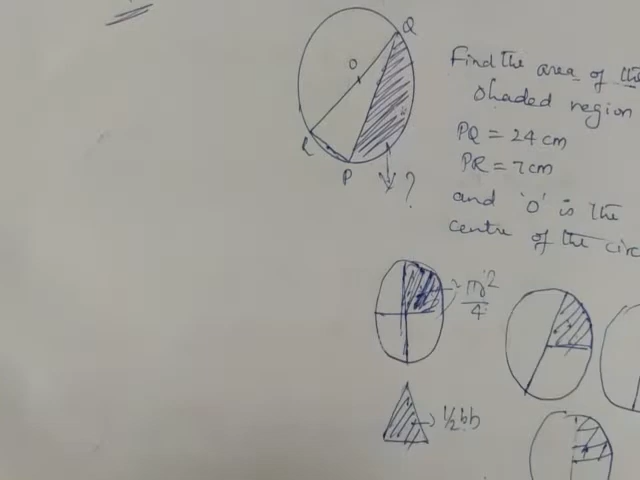 Q
O
R
P
?
Find the area of the
shaded region
PQ = 24 cm
PR = 7 cm
and 'O' is the
centre of the circ
πr²/4
½bh